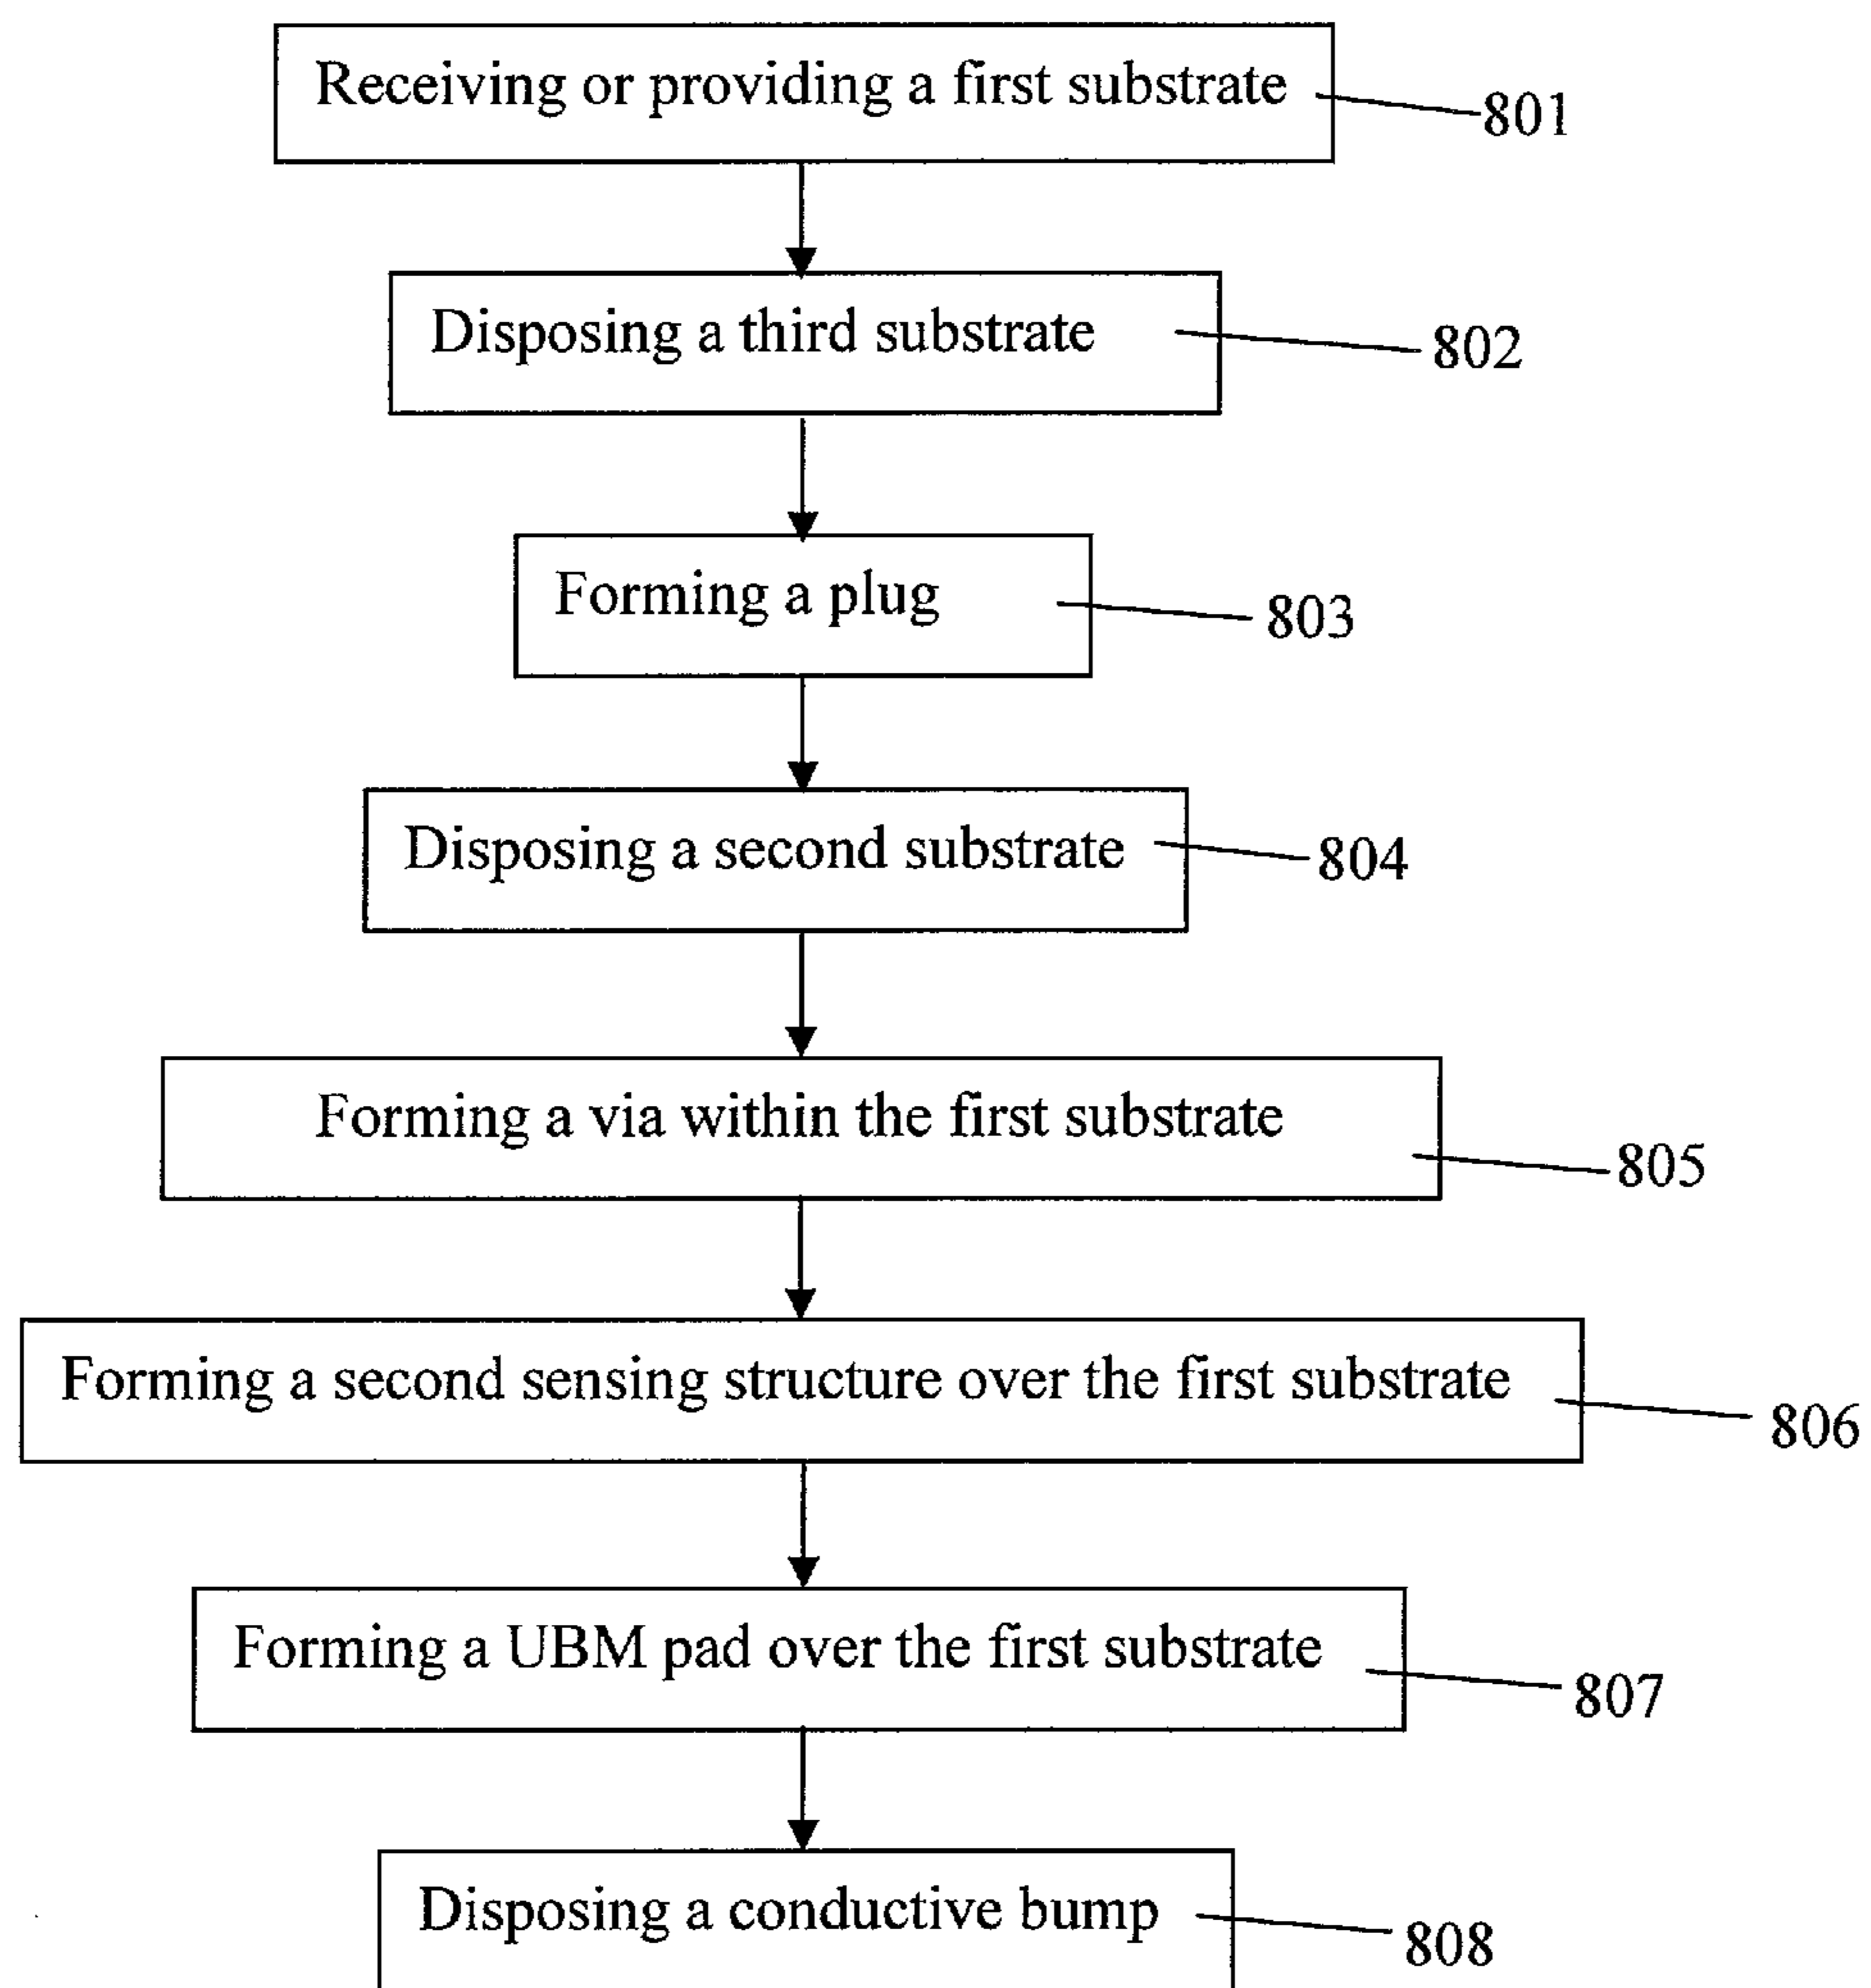 Receiving or providing a first substrate
801
Disposing a third substrate
802
Forming a plug
803
Disposing a second substrate
804
Forming a via within the first substrate
805
Forming a second sensing structure over the first substrate
806
Forming a UBM pad over the first substrate
807
Disposing a conductive bump
808